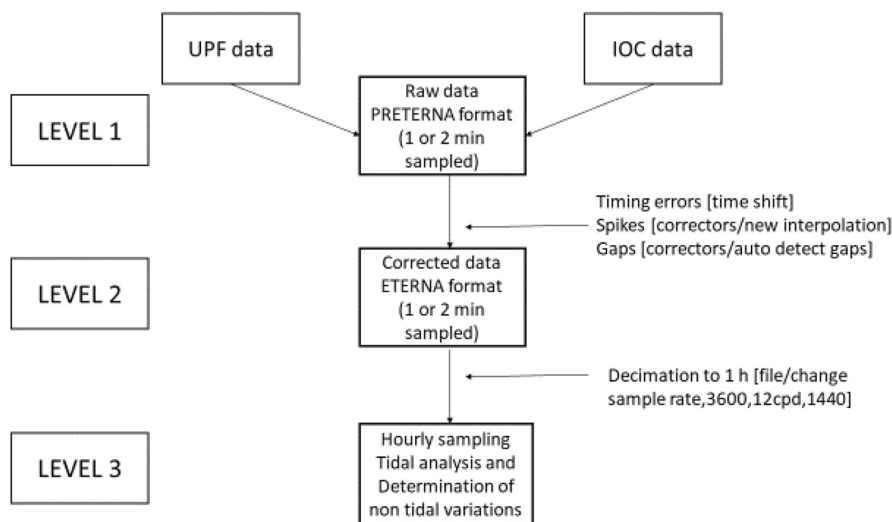 UPF data
IOC data
LEVEL 1
Raw data
PRETERNA format
(1 or 2 min
sampled)
Timing errors [time shift]
Spikes [correctors/new interpolation]
Gaps [correctors/auto detect gaps]
LEVEL 2
Corrected data
ETERNA format
(1 or 2 min
sampled)
Decimation to 1 h [file/change
sample rate,3600,12cpd,1440]
LEVEL 3
Hourly sampling
Tidal analysis and
Determination of
non tidal variations